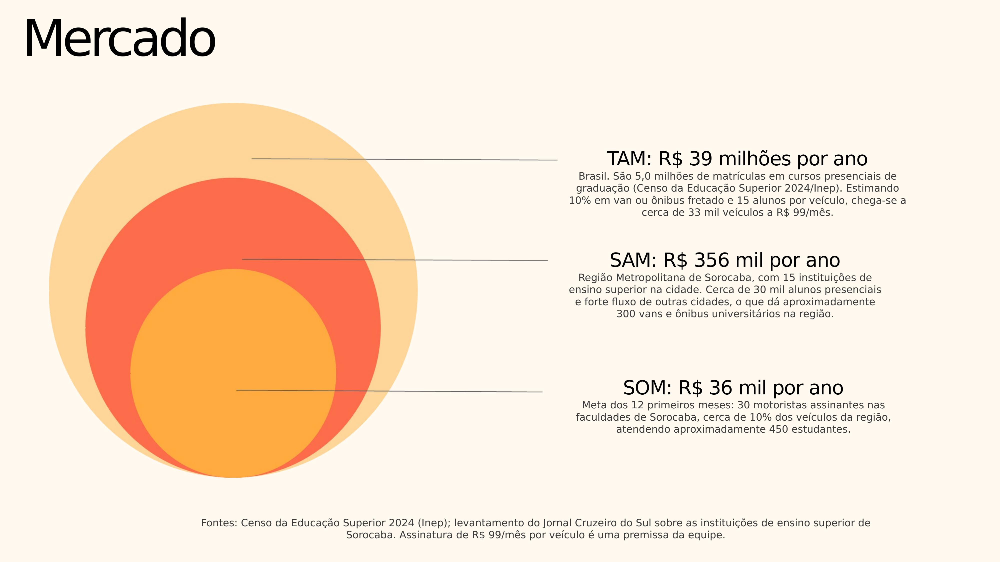 Mercado
TAM: R$ 39 milhões por ano
Brasil. São 5,0 milhões de matrículas em cursos presenciais de
graduação (Censo da Educação Superior 2024/Inep). Estimando
10% em van ou ônibus fretado e 15 alunos por veículo, chega-se a
cerca de 33 mil veículos a R$ 99/mês.
SAM: R$ 356 mil por ano
Região Metropolitana de Sorocaba, com 15 instituições de
ensino superior na cidade. Cerca de 30 mil alunos presenciais
e forte fluxo de outras cidades, o que dá aproximadamente
300 vans e ônibus universitários na região.
SOM: R$ 36 mil por ano
Meta dos 12 primeiros meses: 30 motoristas assinantes nas
faculdades de Sorocaba, cerca de 10% dos veículos da região,
atendendo aproximadamente 450 estudantes.
Fontes: Censo da Educação Superior 2024 (Inep); levantamento do Jornal Cruzeiro do Sul sobre as instituições de ensino superior de
Sorocaba. Assinatura de R$ 99/mês por veículo é uma premissa da equipe.